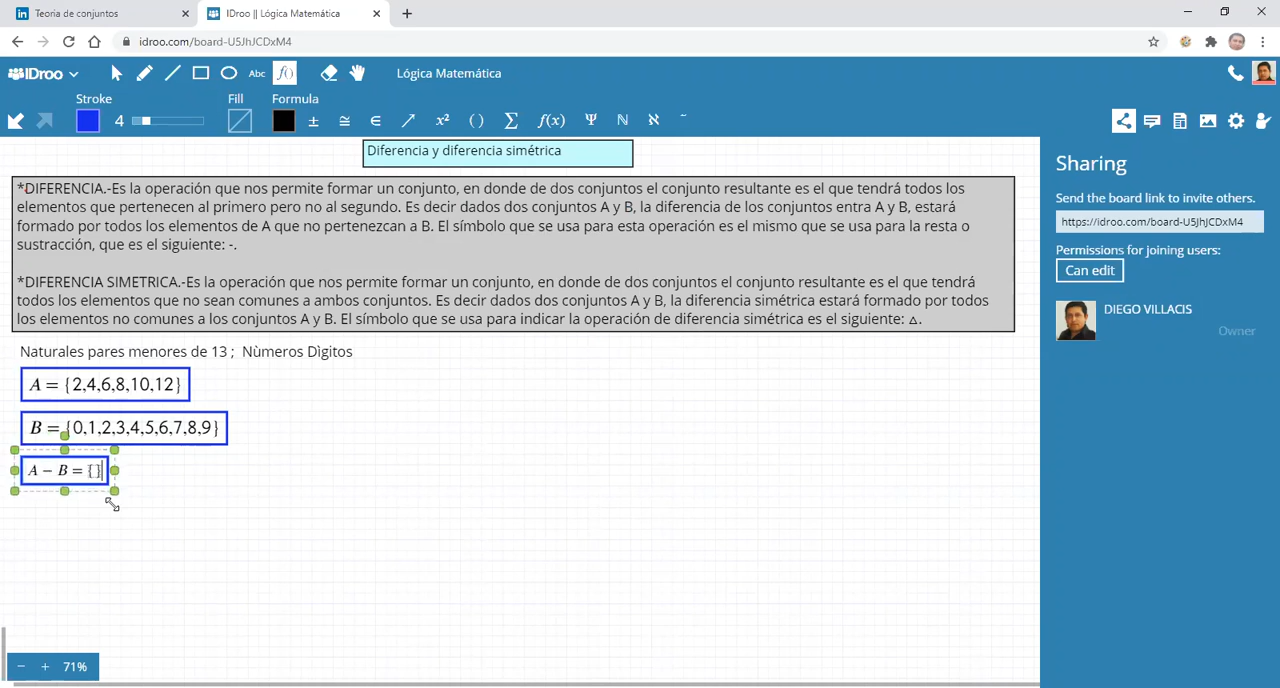 Teoria de conjuntos
IDroo || Lógica Matemática
idroo.com/board-U5JhJCDxM4
IDroo
Abc
f()
Lógica Matemática
Stroke
Fill
Formula
4
± ≅ ∈ ↗ x² ( ) ∑ f(x) Ψ ℕ ℵ ~
Diferencia y diferencia simétrica
*DIFERENCIA.-Es la operación que nos permite formar un conjunto, en donde de dos conjuntos el conjunto resultante es el que tendrá todos los
elementos que pertenecen al primero pero no al segundo. Es decir dados dos conjuntos A y B, la diferencia de los conjuntos entra A y B, estará
formado por todos los elementos de A que no pertenezcan a B. El símbolo que se usa para esta operación es el mismo que se usa para la resta o
sustracción, que es el siguiente: -.
*DIFERENCIA SIMETRICA.-Es la operación que nos permite formar un conjunto, en donde de dos conjuntos el conjunto resultante es el que tendrá
todos los elementos que no sean comunes a ambos conjuntos. Es decir dados dos conjuntos A y B, la diferencia simétrica estará formado por todos
los elementos no comunes a los conjuntos A y B. El símbolo que se usa para indicar la operación de diferencia simétrica es el siguiente: △.
Naturales pares menores de 13 ; Nùmeros Dìgitos
A = {2,4,6,8,10,12}
B = {0,1,2,3,4,5,6,7,8,9}
A − B = {}
71%
Sharing
Send the board link to invite others.
https://idroo.com/board-U5JhJCDxM4
Permissions for joining users:
Can edit
DIEGO VILLACIS
Owner